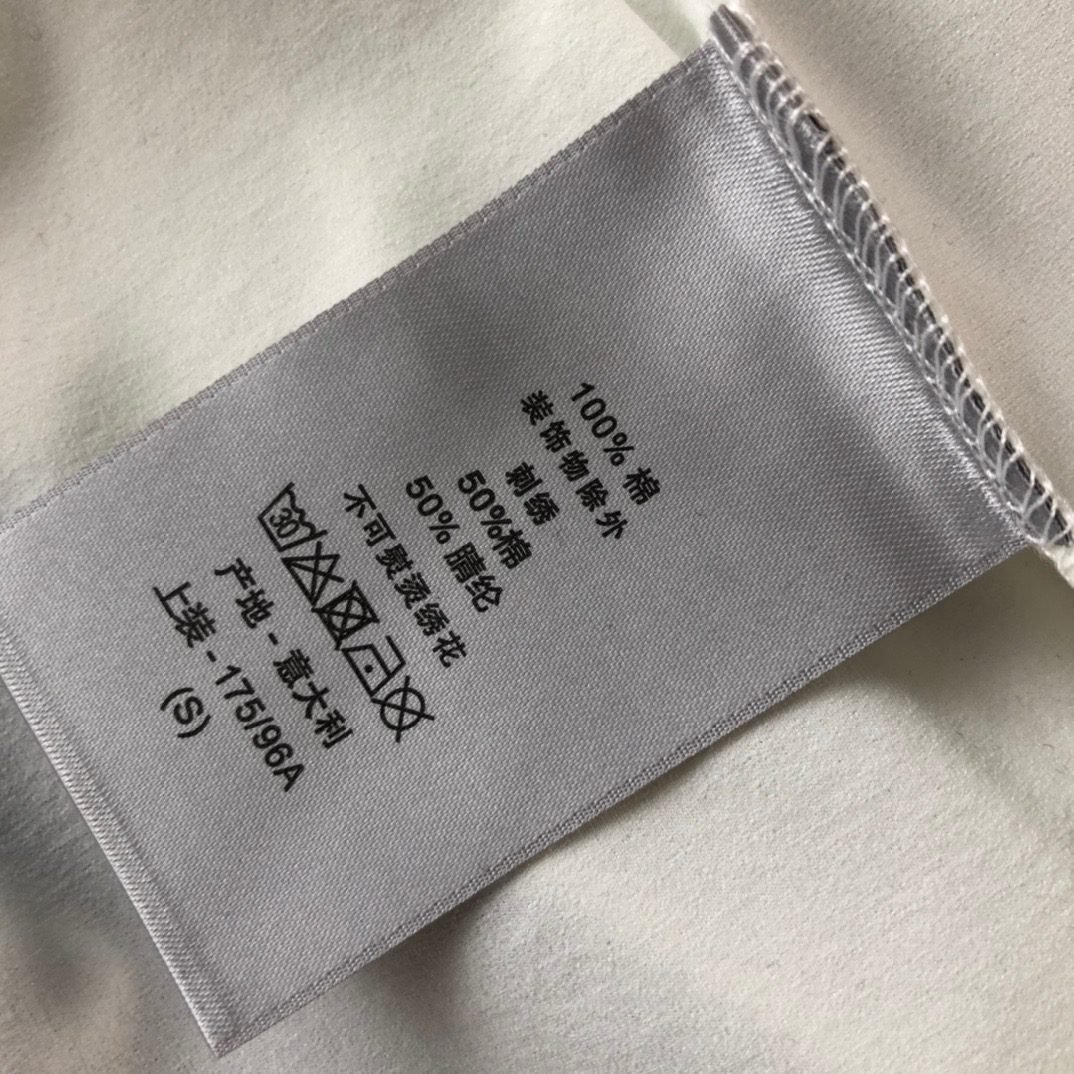 100% 棉
装饰物除外
刺绣
50%棉
50% 腈纶
不可熨烫绣花
30
产地 - 意大利
上装 - 175/96A
(S)